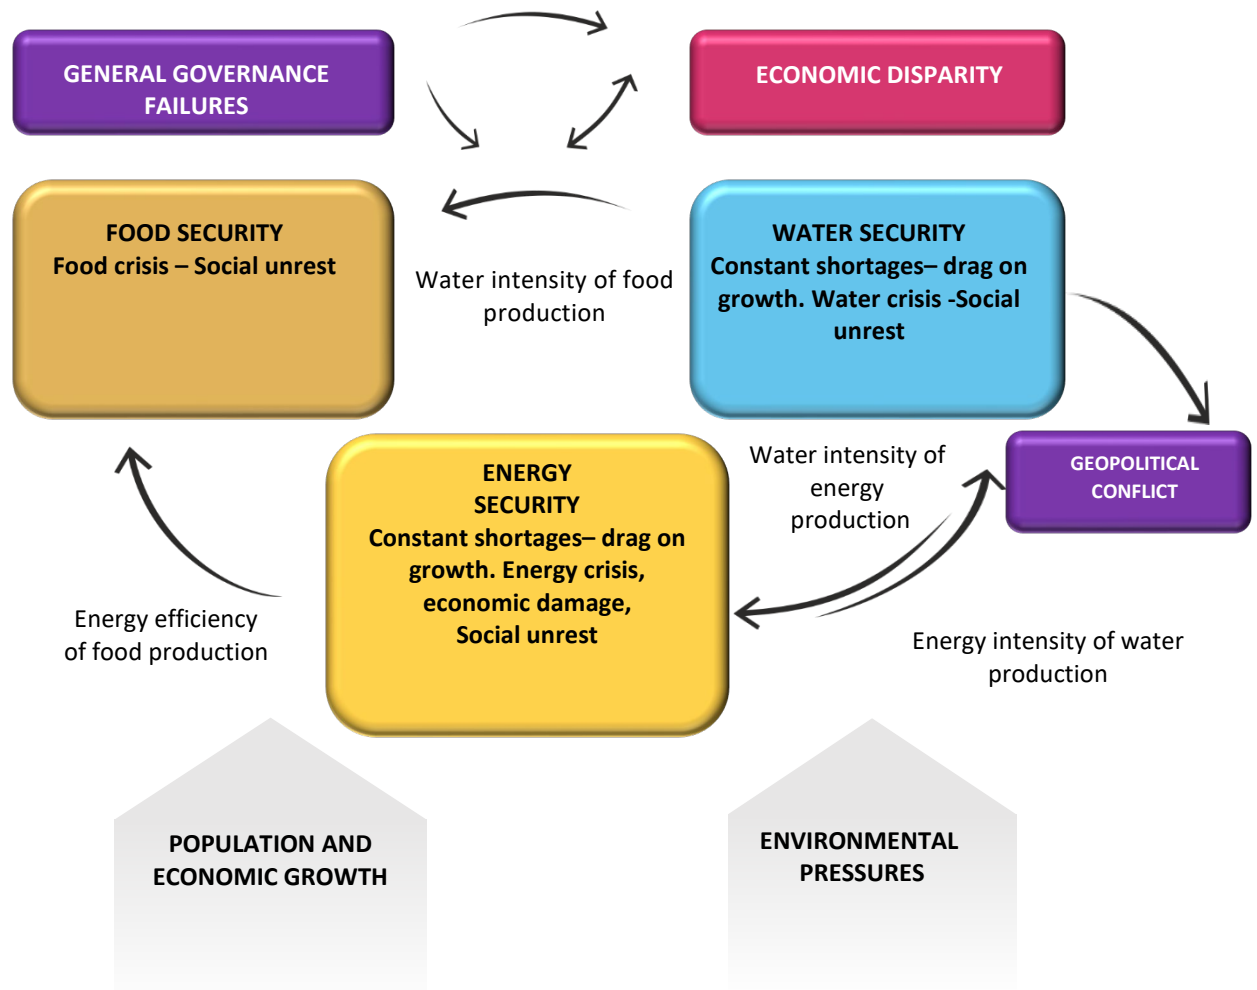 GENERAL GOVERNANCE
FAILURES
ECONOMIC DISPARITY
FOOD SECURITY
Food crisis – Social unrest
Water intensity of food
production
WATER SECURITY
Constant shortages– drag on
growth. Water crisis -Social
unrest
ENERGY
SECURITY
Constant shortages– drag on
growth. Energy crisis,
economic damage,
Social unrest
Water intensity of
energy
production
GEOPOLITICAL
CONFLICT
Energy efficiency
of food production
Energy intensity of water
production
POPULATION AND
ECONOMIC GROWTH
ENVIRONMENTAL
PRESSURES